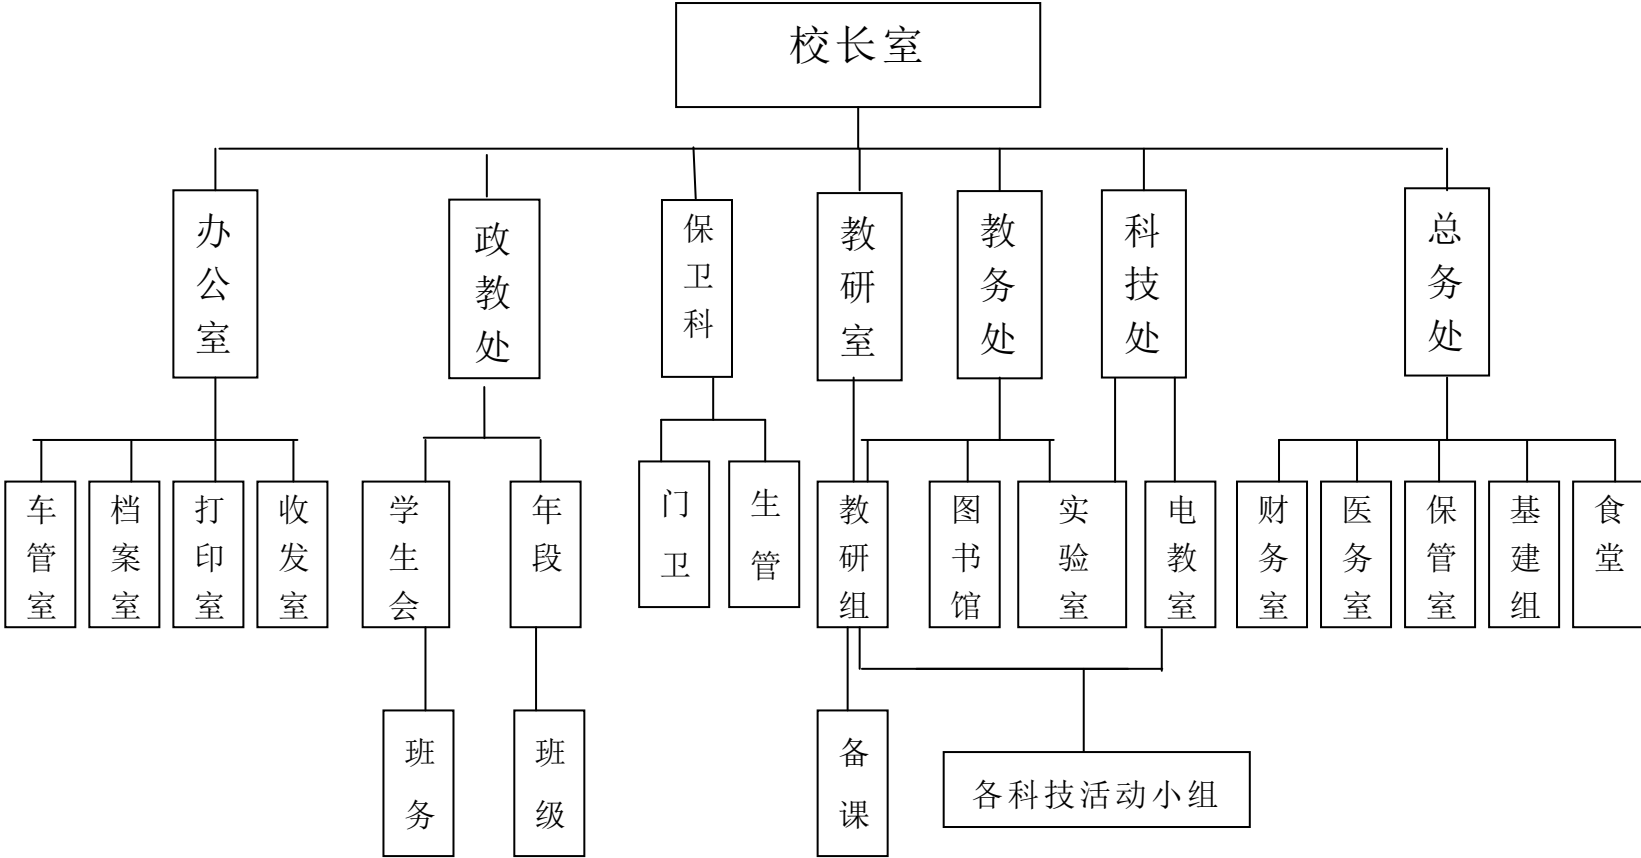 校长室
办公室
政教处
保卫科
教研室
教务处
科技处
总务处
车管室
档案室
打印室
收发室
学生会
年段
门卫
生管
教研组
图书馆
实验室
电教室
财务室
医务室
保管室
基建组
食堂
班务
班级
备课
各科技活动小组